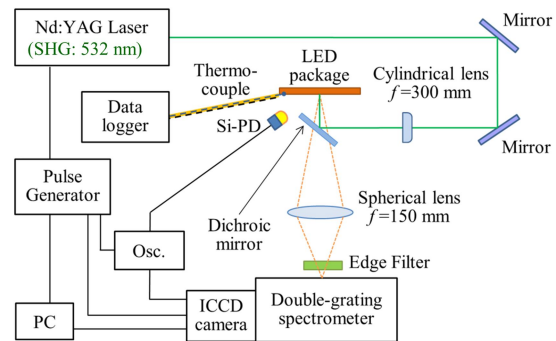 Nd:YAG Laser
(SHG: 532 nm)
Mirror
LED
package
Thermo-
couple
Cylindrical lens
f=300 mm
Data
logger
Si-PD
Mirror
Pulse
Generator
Spherical lens
f=150 mm
Dichroic
mirror
Osc.
Edge Filter
PC
ICCD
camera
Double-grating
spectrometer